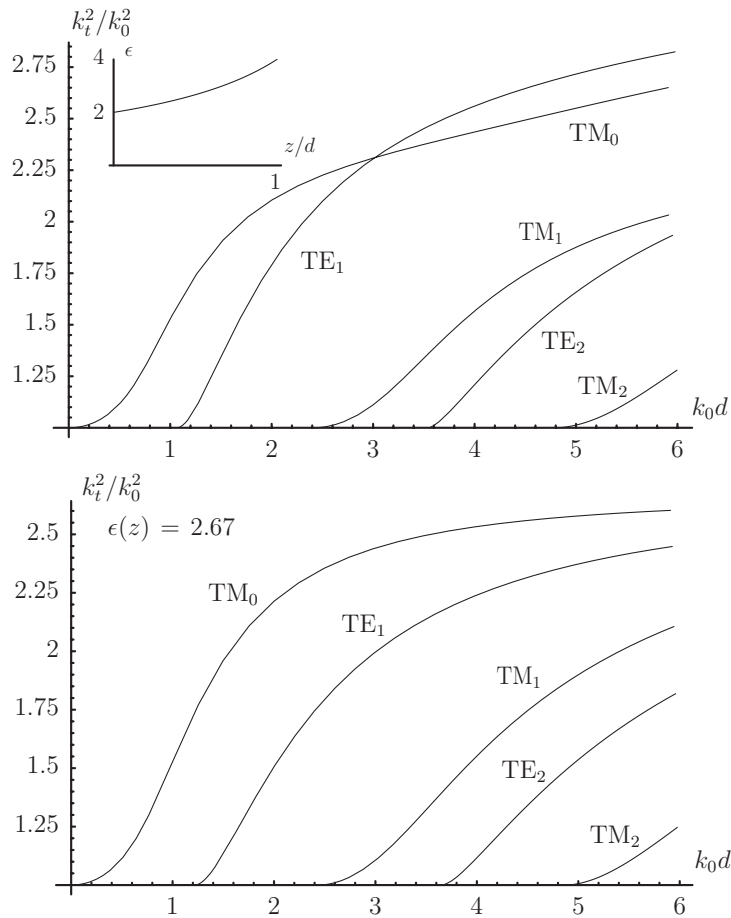 k_t^2/k_0^2
4
ϵ
2.75
2
z/d
2.5
TM_0
2.25
1
2
TM_1
TE_1
1.75
1.5
TE_2
TM_2
1.25
k_0d
1 2 3 4 5 6
k_t^2/k_0^2
ϵ(z) = 2.67
2.5
TM_0
2.25
TE_1
2
TM_1
1.75
TE_2
1.5
TM_2
1.25
k_0d
1 2 3 4 5 6